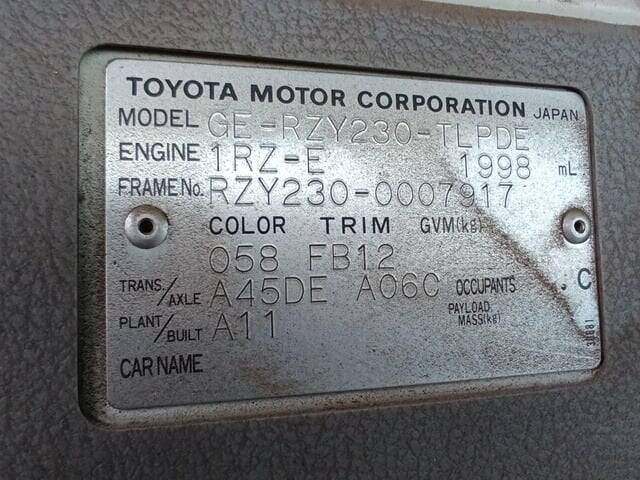 TOYOTA MOTOR CORPORATION JAPAN
MODEL GE-RZY230-TLPDE
ENGINE 1RZ-E 1998 mL
FRAME No. RZY230-0007917
COLOR TRIM GVM(kg)
058 FB12
TRANS./AXLE A45DE A06C OCCUPANTS . C
PLANT/BUILT A11 PAYLOAD MASS(kg)
CAR NAME